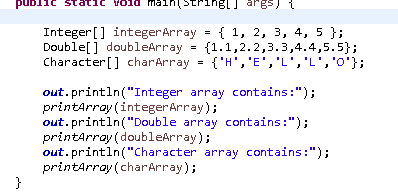 public static void main(String[] args) {
Integer[] integerArray = { 1, 2, 3, 4, 5 };
Double[] doubleArray = {1.1,2.2,3.3,4.4,5.5};
Character[] charArray = {'H','E','L','L','O'};
out.println("Integer array contains:");
printArray(integerArray);
out.println("Double array contains:");
printArray(doubleArray);
out.println("Character array contains:");
printArray(charArray);
}